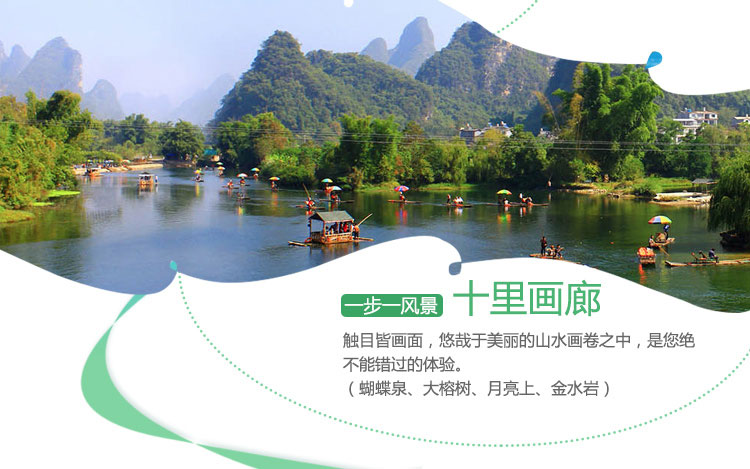 一步一风景 十里画廊
触目皆画面，悠哉于美丽的山水画卷之中，是您绝
不能错过的体验。
（蝴蝶泉、大榕树、月亮上、金水岩）